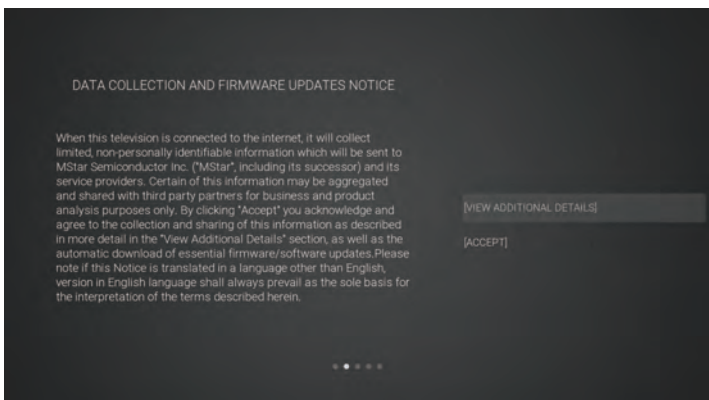 DATA COLLECTION AND FIRMWARE UPDATES NOTICE
When this television is connected to the internet, it will collect
limited, non-personally identifiable information which will be sent to
MStar Semiconductor Inc. ("MStar", including its successor) and its
service providers. Certain of this information may be aggregated
and shared with third party partners for business and product
analysis purposes only. By clicking "Accept" you acknowledge and
agree to the collection and sharing of this information as described
in more detail in the "View Additional Details" section, as well as the
automatic download of essential firmware/software updates.Please
note if this Notice is translated in a language other than English,
version in English language shall always prevail as the sole basis for
the interpretation of the terms described herein.
[VIEW ADDITIONAL DETAILS]
[ACCEPT]